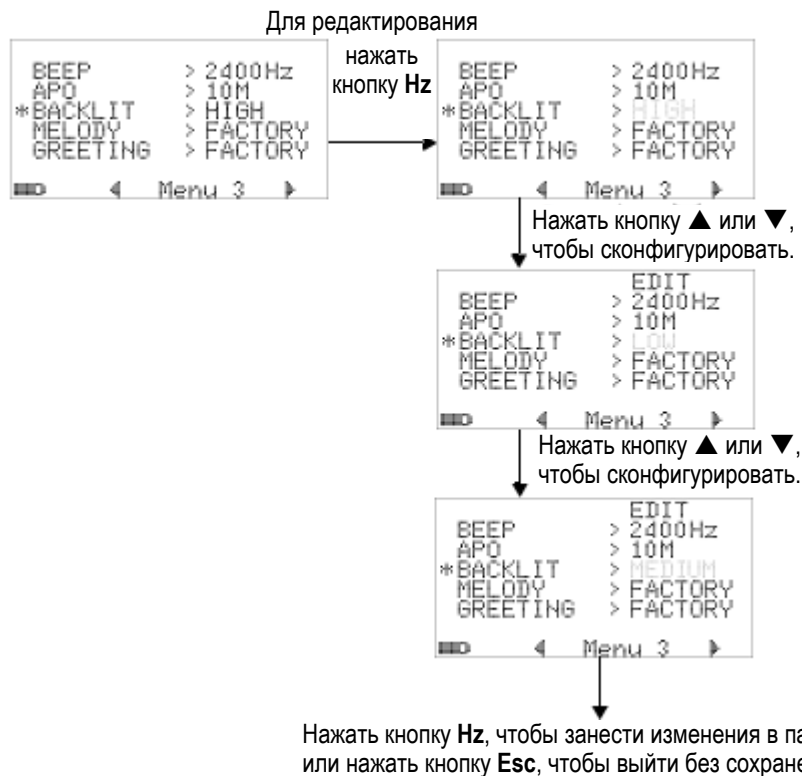 Для редактирования
нажать
кнопку Hz
BEEP > 2400Hz
APO > 10M
*BACKLIT > HIGH
MELODY > FACTORY
GREETING > FACTORY
◀ Menu 3 ▶
BEEP > 2400Hz
APO > 10M
*BACKLIT > HIGH
MELODY > FACTORY
GREETING > FACTORY
◀ Menu 3 ▶
Нажать кнопку ▲ или ▼,
чтобы сконфигурировать.
EDIT
BEEP > 2400Hz
APO > 10M
*BACKLIT > LOW
MELODY > FACTORY
GREETING > FACTORY
◀ Menu 3 ▶
Нажать кнопку ▲ или ▼,
чтобы сконфигурировать.
EDIT
BEEP > 2400Hz
APO > 10M
*BACKLIT > MEDIUM
MELODY > FACTORY
GREETING > FACTORY
◀ Menu 3 ▶
Нажать кнопку Hz, чтобы занести изменения в па
или нажать кнопку Esc, чтобы выйти без сохране